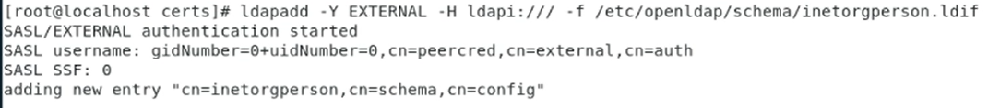 [root@localhost certs]# ldapadd -Y EXTERNAL -H ldapi:/// -f /etc/openldap/schema/inetorgperson.ldif
SASL/EXTERNAL authentication started
SASL username: gidNumber=0+uidNumber=0,cn=peercred,cn=external,cn=auth
SASL SSF: 0
adding new entry "cn=inetorgperson,cn=schema,cn=config"